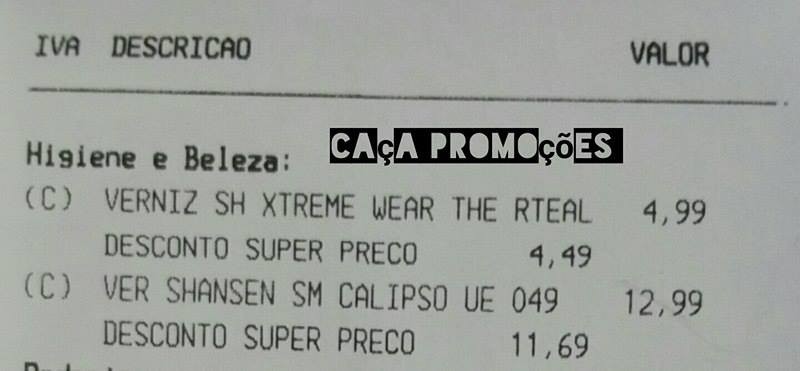 IVA DESCRICAO VALOR
CAÇA PROMOÇÕES
Higiene e Beleza:
(C) VERNIZ SH XTREME WEAR THE RTEAL 4,99
DESCONTO SUPER PRECO 4,49
(C) VER SHANSEN SM CALIPSO UE 049 12,99
DESCONTO SUPER PRECO 11,69